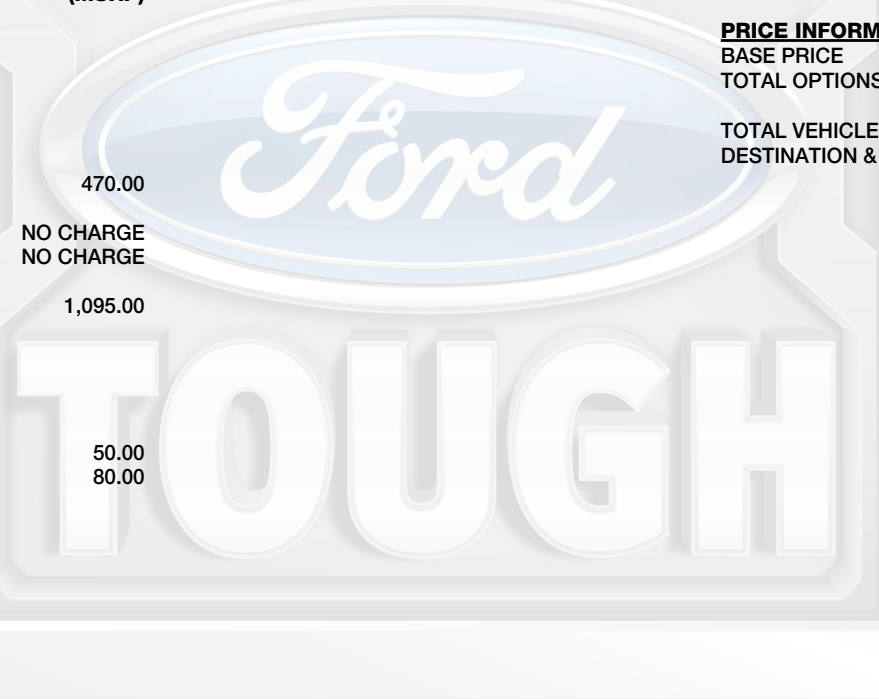 (MSRP)
470.00
NO CHARGE
NO CHARGE
1,095.00
50.00
80.00
PRICE INFORM
BASE PRICE
TOTAL OPTIONS
TOTAL VEHICLE
DESTINATION &
Ford
TOUGH